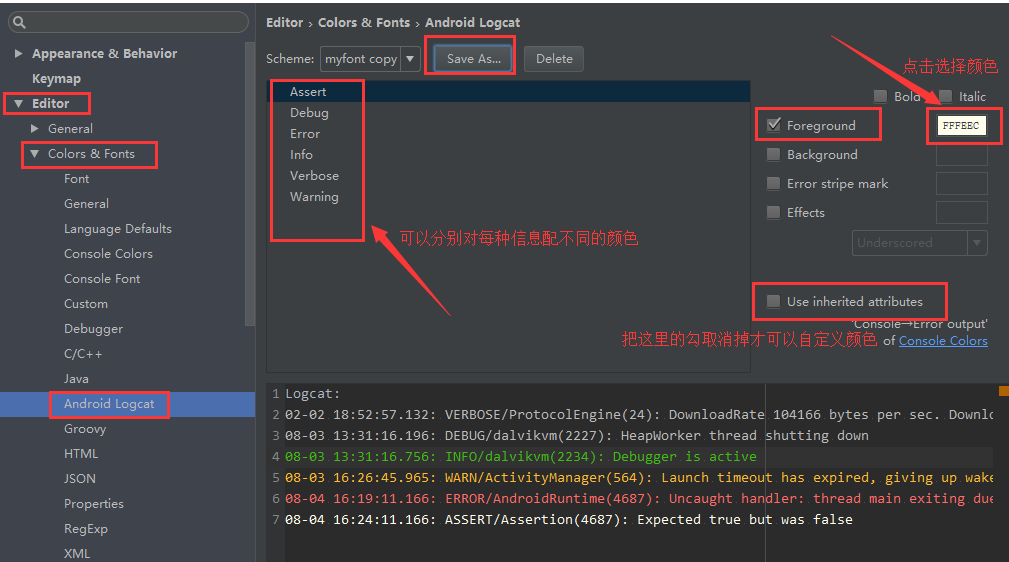 Editor › Colors & Fonts › Android Logcat
Appearance & Behavior
Keymap
Editor
General
Colors & Fonts
Font
General
Language Defaults
Console Colors
Console Font
Custom
Debugger
C/C++
Java
Android Logcat
Groovy
HTML
JSON
Properties
RegExp
XML
Scheme: myfont copy Save As... Delete
Assert
Debug
Error
Info
Verbose
Warning
可以分别对每种信息配不同的颜色
点击选择颜色
Bold Italic
Foreground FFFEEC
Background
Error stripe mark
Effects
Underscored
Use inherited attributes
'Console→Error output'
把这里的勾取消掉才可以自定义颜色 of Console Colors
1 Logcat:
2 02-02 18:52:57.132: VERBOSE/ProtocolEngine(24): DownloadRate 104166 bytes per sec. Downlo
3 08-03 13:31:16.196: DEBUG/dalvikvm(2227): HeapWorker thread shutting down
4 08-03 13:31:16.756: INFO/dalvikvm(2234): Debugger is active
5 08-03 16:26:45.965: WARN/ActivityManager(564): Launch timeout has expired, giving up wake
6 08-04 16:19:11.166: ERROR/AndroidRuntime(4687): Uncaught handler: thread main exiting due
7 08-04 16:24:11.166: ASSERT/Assertion(4687): Expected true but was false